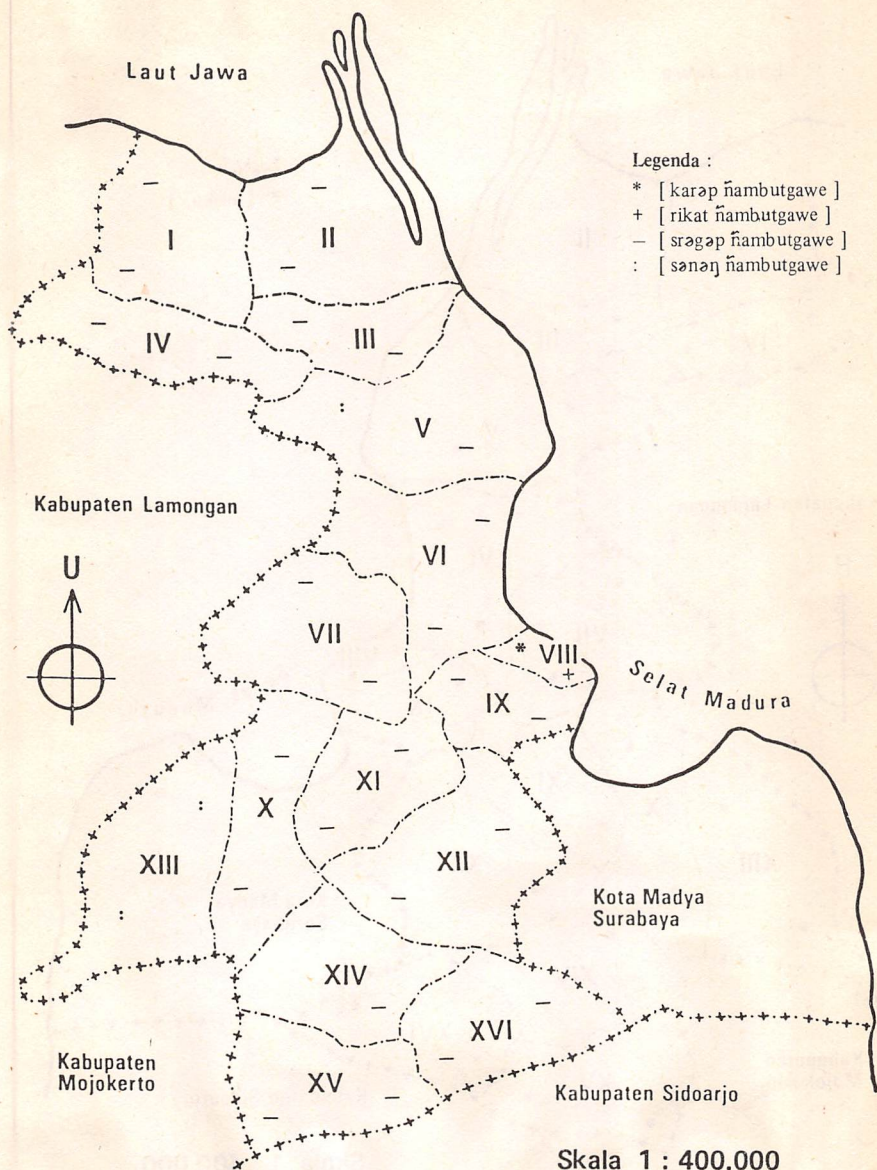 Laut Jawa
Legenda :
* [ karəp ñambutgawe ]
+ [ rikat ñambutgawe ]
– [ srəgəp ñambutgawe ]
: [ sənəŋ ñambutgawe ]
I
II
III
IV
V
Kabupaten Lamongan
VI
U
VII
VIII
Selat Madura
IX
X
XI
XII
XIII
Kota Madya
Surabaya
XIV
XVI
Kabupaten
Mojokerto
XV
Kabupaten Sidoarjo
Skala 1 : 400.000